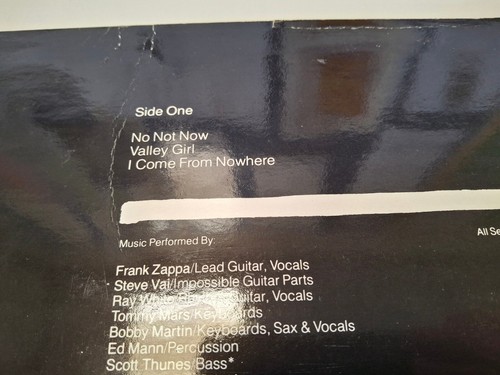 Side One
No Not Now
Valley Girl
I Come From Nowhere
All Se
Music Performed By
Frank Zappa/Lead Guitar, Vocals
Steve Vai/Impossible Guitar Parts
Ray White/ Guitar, Vocals
Tommy Mars/Keyboards
Bobby Martin/Keyboards, Sax & Vocals
Ed Mann/Percussion
Scott Thunes/Bass*